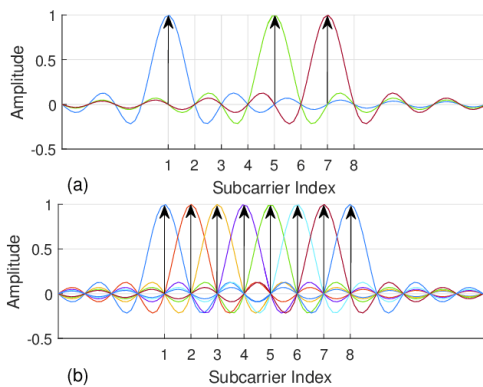 1
0.5
0
-0.5
Amplitude
1 2 3 4 5 6 7 8
Subcarrier Index
(a)
1
0.5
0
-0.5
Amplitude
1 2 3 4 5 6 7 8
Subcarrier Index
(b)